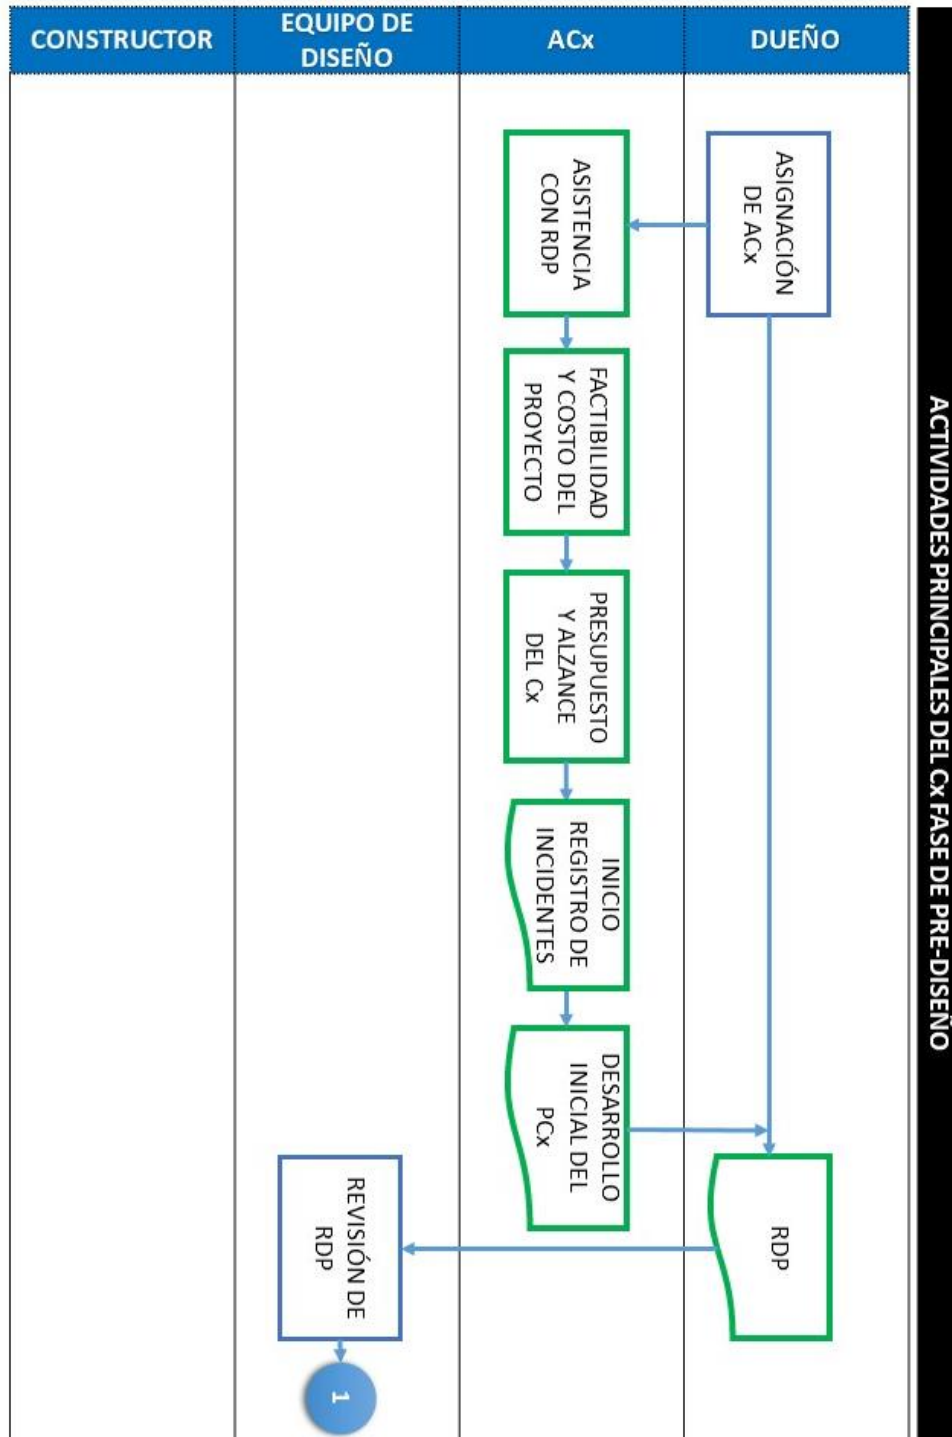 ACTIVIDADES PRINCIPALES DEL Cx FASE DE PRE-DISEÑO
CONSTRUCTOR
EQUIPO DE
DISEÑO
ACx
DUEÑO
ASIGNACIÓN
DE ACx
ASISTENCIA
CON RDP
FACTIBILIDAD
Y COSTO DEL
PROYECTO
PRESUPUESTO
Y ALZANCE
DEL Cx
INICIO
REGISTRO DE
INCIDENTES
DESARROLLO
INICIAL DEL
PCx
RDP
REVISIÓN DE
RDP
1